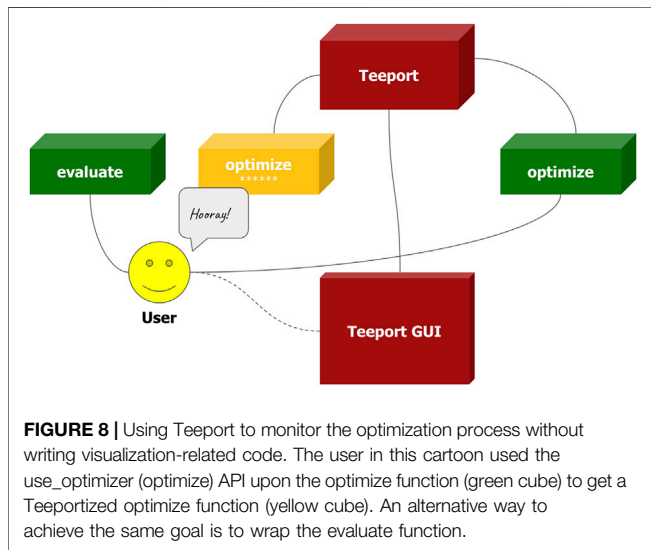 Teeport
evaluate
optimize
******
optimize
Hooray!
User
Teeport GUI
FIGURE 8 | Using Teeport to monitor the optimization process without
writing visualization-related code. The user in this cartoon used the
use_optimizer (optimize) API upon the optimize function (green cube) to get a
Teeportized optimize function (yellow cube). An alternative way to
achieve the same goal is to wrap the evaluate function.